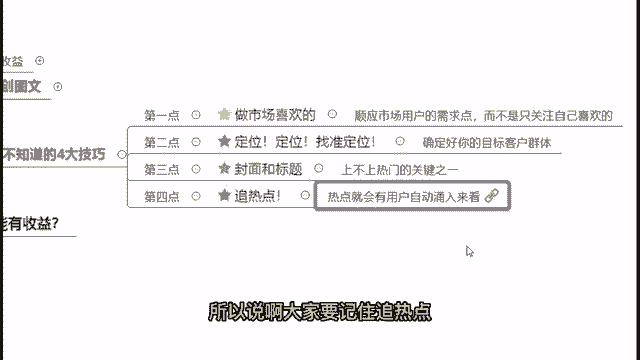 收益
创图文
第一点 做市场喜欢的 顺应市场用户的需求点，而不是只关注自己喜欢的
第二点 定位！定位！找准定位！ 确定好你的目标客户群体
不知道的4大技巧
第三点 封面和标题 上不上热门的关键之一
第四点 追热点！ 热点就会有用户自动涌入来看
能有收益？
所以说啊大家要记住追热点